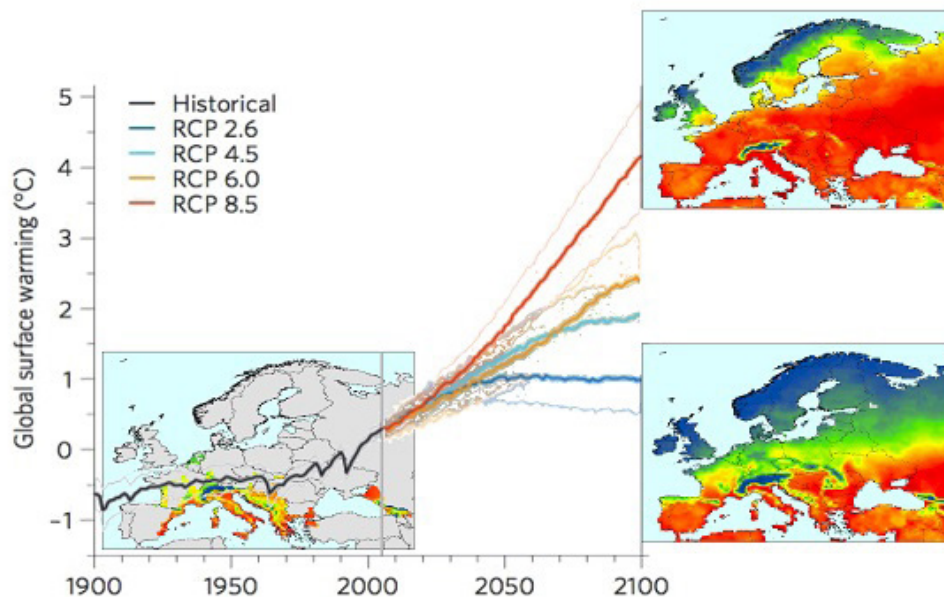 Historical
RCP 2.6
RCP 4.5
RCP 6.0
RCP 8.5
Global surface warming (°C)
5
4
3
2
1
0
−1
1900
1950
2000
2050
2100